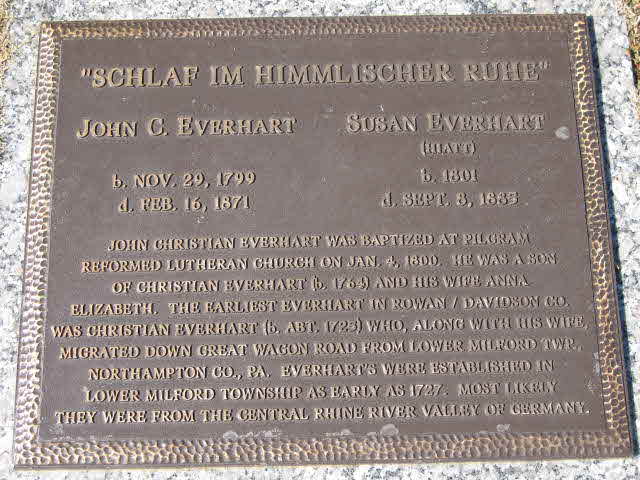 "SCHLAF IM HIMMLISCHER RUHE"
JOHN C. EVERHART
b. NOV. 29, 1799
d. FEB. 16, 1871
SUSAN EVERHART
(HIATT)
b. 1801
d. SEPT. 8, 1835
JOHN CHRISTIAN EVERHART WAS BAPTIZED AT PILGRAM
REFORMED LUTHERAN CHURCH ON JAN. 4, 1800. HE WAS A SON
OF CHRISTIAN EVERHART (b. 1764) AND HIS WIFE ANNA
ELIZABETH. THE EARLIEST EVERHART IN ROWAN / DAVIDSON CO.
WAS CHRISTIAN EVERHART (b. ABT. 1725) WHO, ALONG WITH HIS WIFE,
MIGRATED DOWN GREAT WAGON ROAD FROM LOWER MILFORD TWP.,
NORTHAMPTON CO., PA. EVERHART'S WERE ESTABLISHED IN
LOWER MILFORD TOWNSHIP AS EARLY AS 1727. MOST LIKELY
THEY WERE FROM THE CENTRAL RHINE RIVER VALLEY OF GERMANY.